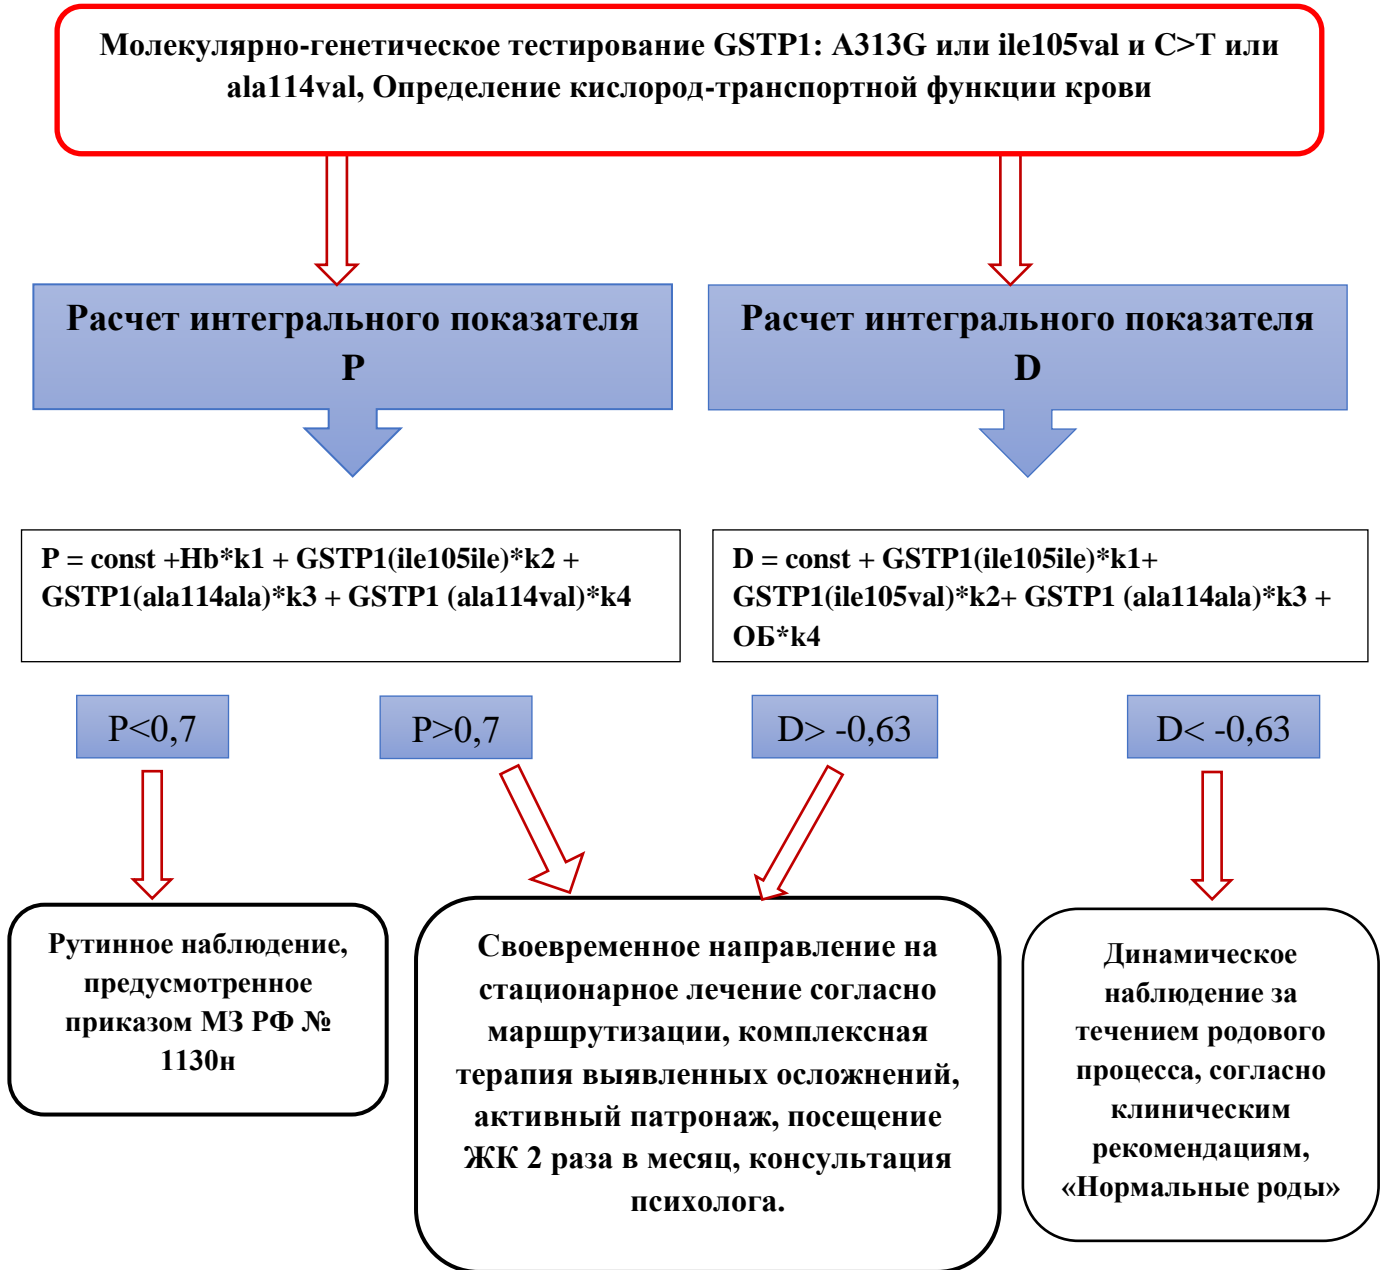 Молекулярно-генетическое тестирование GSTP1: A313G или ile105val и C>T или
ala114val, Определение кислород-транспортной функции крови
Расчет интегрального показателя
P
Расчет интегрального показателя
D
P = const +Hb*k1 + GSTP1(ile105ile)*k2 +
GSTP1(ala114ala)*k3 + GSTP1 (ala114val)*k4
D = const + GSTP1(ile105ile)*k1+
GSTP1(ile105val)*k2+ GSTP1 (ala114ala)*k3 +
ОБ*k4
P<0,7
P>0,7
D> -0,63
D< -0,63
Рутинное наблюдение,
предусмотренное
приказом МЗ РФ №
1130н
Своевременное направление на
стационарное лечение согласно
маршрутизации, комплексная
терапия выявленных осложнений,
активный патронаж, посещение
ЖК 2 раза в месяц, консультация
психолога.
Динамическое
наблюдение за
течением родового
процесса, согласно
клиническим
рекомендациям,
«Нормальные роды»